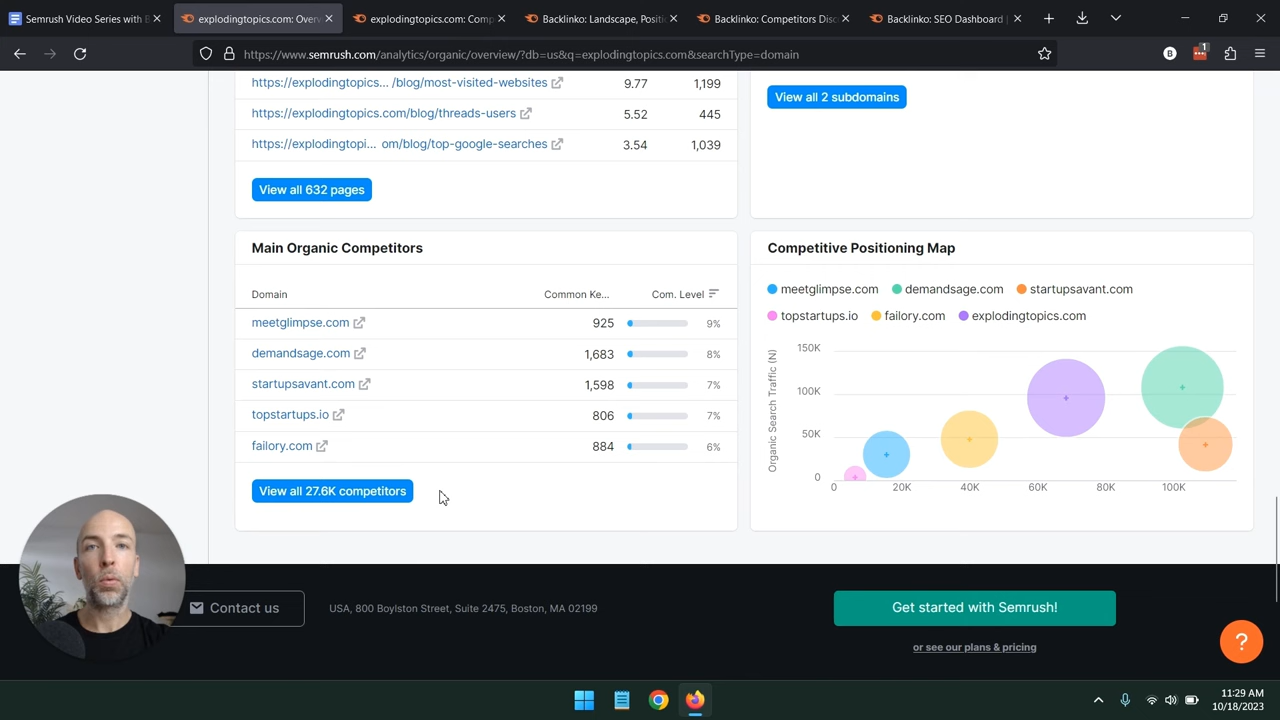 Semrush Video Series with B
explodingtopics.com: Overv
explodingtopics.com: Comp
Backlinko: Landscape, Positi
Backlinko: Competitors Disc
Backlinko: SEO Dashboard |
https://www.semrush.com/analytics/organic/overview/?db=us&q=explodingtopics.com&searchType=domain
B
1
https://explodingtopics... /blog/most-visited-websites 9.77 1,199
https://explodingtopics.com/blog/threads-users 5.52 445
https://explodingtopi... om/blog/top-google-searches 3.54 1,039
View all 632 pages
View all 2 subdomains
Main Organic Competitors
Domain Common Ke... Com. Level
meetglimpse.com 925 9%
demandsage.com 1,683 8%
startupsavant.com 1,598 7%
topstartups.io 806 7%
failory.com 884 6%
View all 27.6K competitors
Competitive Positioning Map
meetglimpse.com demandsage.com startupsavant.com
topstartups.io failory.com explodingtopics.com
Organic Search Traffic (N)
150K
100K
50K
0
0 20K 40K 60K 80K 100K
Contact us
USA, 800 Boylston Street, Suite 2475, Boston, MA 02199
Get started with Semrush!
or see our plans & pricing
?
11:29 AM
10/18/2023